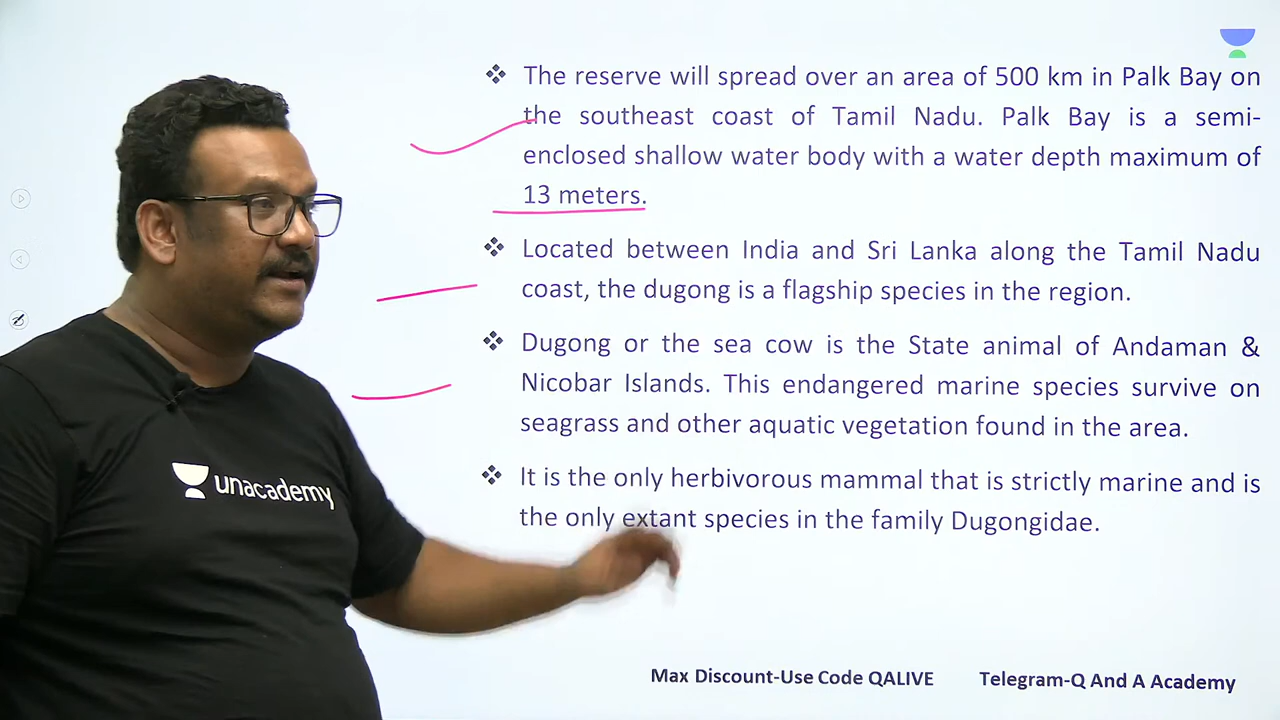 ❖ The reserve will spread over an area of 500 km in Palk Bay on
the southeast coast of Tamil Nadu. Palk Bay is a semi-
enclosed shallow water body with a water depth maximum of
13 meters.
❖ Located between India and Sri Lanka along the Tamil Nadu
coast, the dugong is a flagship species in the region.
❖ Dugong or the sea cow is the State animal of Andaman &
Nicobar Islands. This endangered marine species survive on
seagrass and other aquatic vegetation found in the area.
❖ It is the only herbivorous mammal that is strictly marine and is
the only extant species in the family Dugongidae.
unacademy
Max Discount-Use Code QALIVE Telegram-Q And A Academy